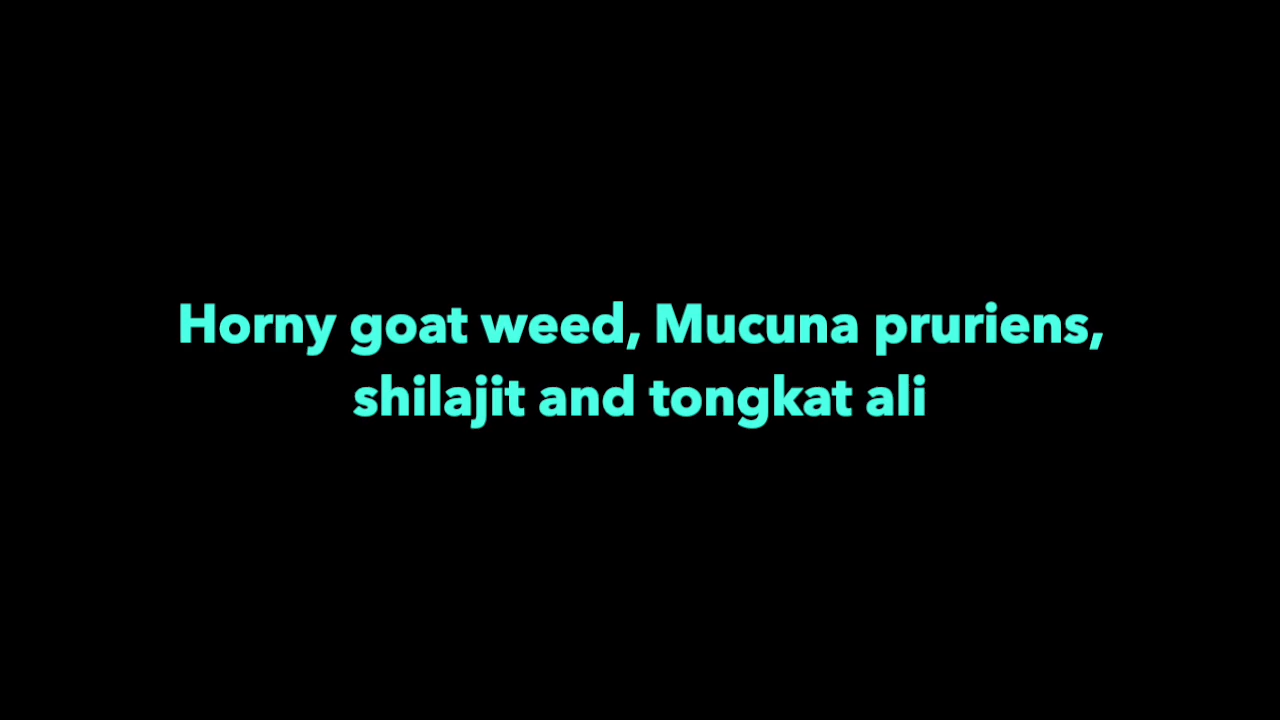 Horny goat weed, Mucuna pruriens,
shilajit and tongkat ali